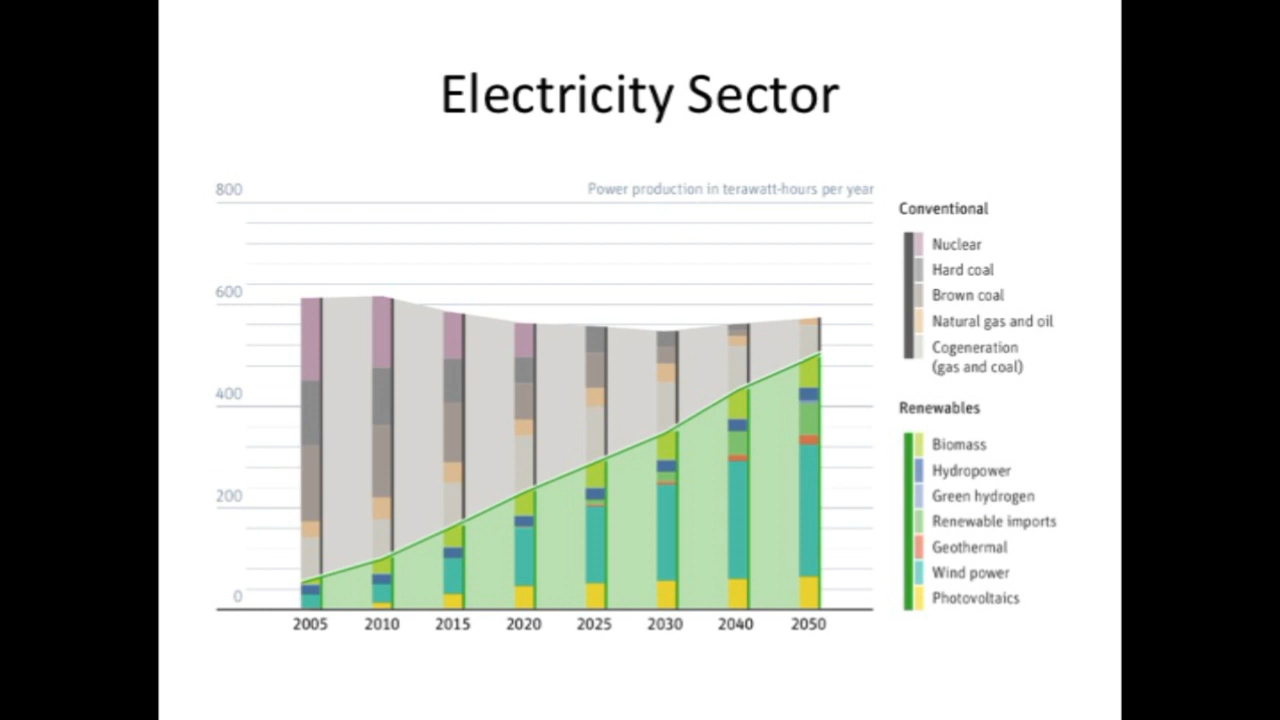 Electricity Sector
Power production in terawatt-hours per year
800
600
400
200
0
2005 2010 2015 2020 2025 2030 2040 2050
Conventional
Nuclear
Hard coal
Brown coal
Natural gas and oil
Cogeneration
(gas and coal)
Renewables
Biomass
Hydropower
Green hydrogen
Renewable imports
Geothermal
Wind power
Photovoltaics